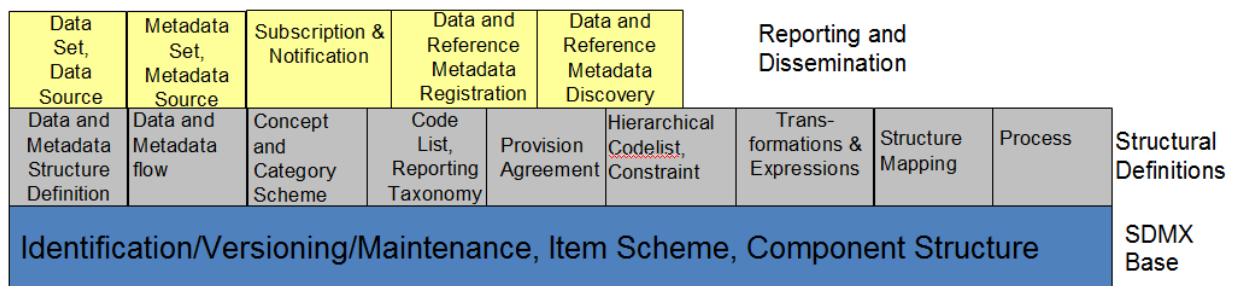 Data
Set,
Data
Source
Metadata
Set,
Metadata
Source
Subscription &
Notification
Data and
Reference
Metadata
Registration
Data and
Reference
Metadata
Discovery
Reporting and
Dissemination
Data and
Metadata
Structure
Definition
Data and
Metadata
flow
Concept
and
Category
Scheme
Code
List,
Reporting
Taxonomy
Provision
Agreement
Hierarchical
Codelist,
Constraint
Trans-
formations &
Expressions
Structure
Mapping
Process
Structural
Definitions
Identification/Versioning/Maintenance, Item Scheme, Component Structure
SDMX
Base